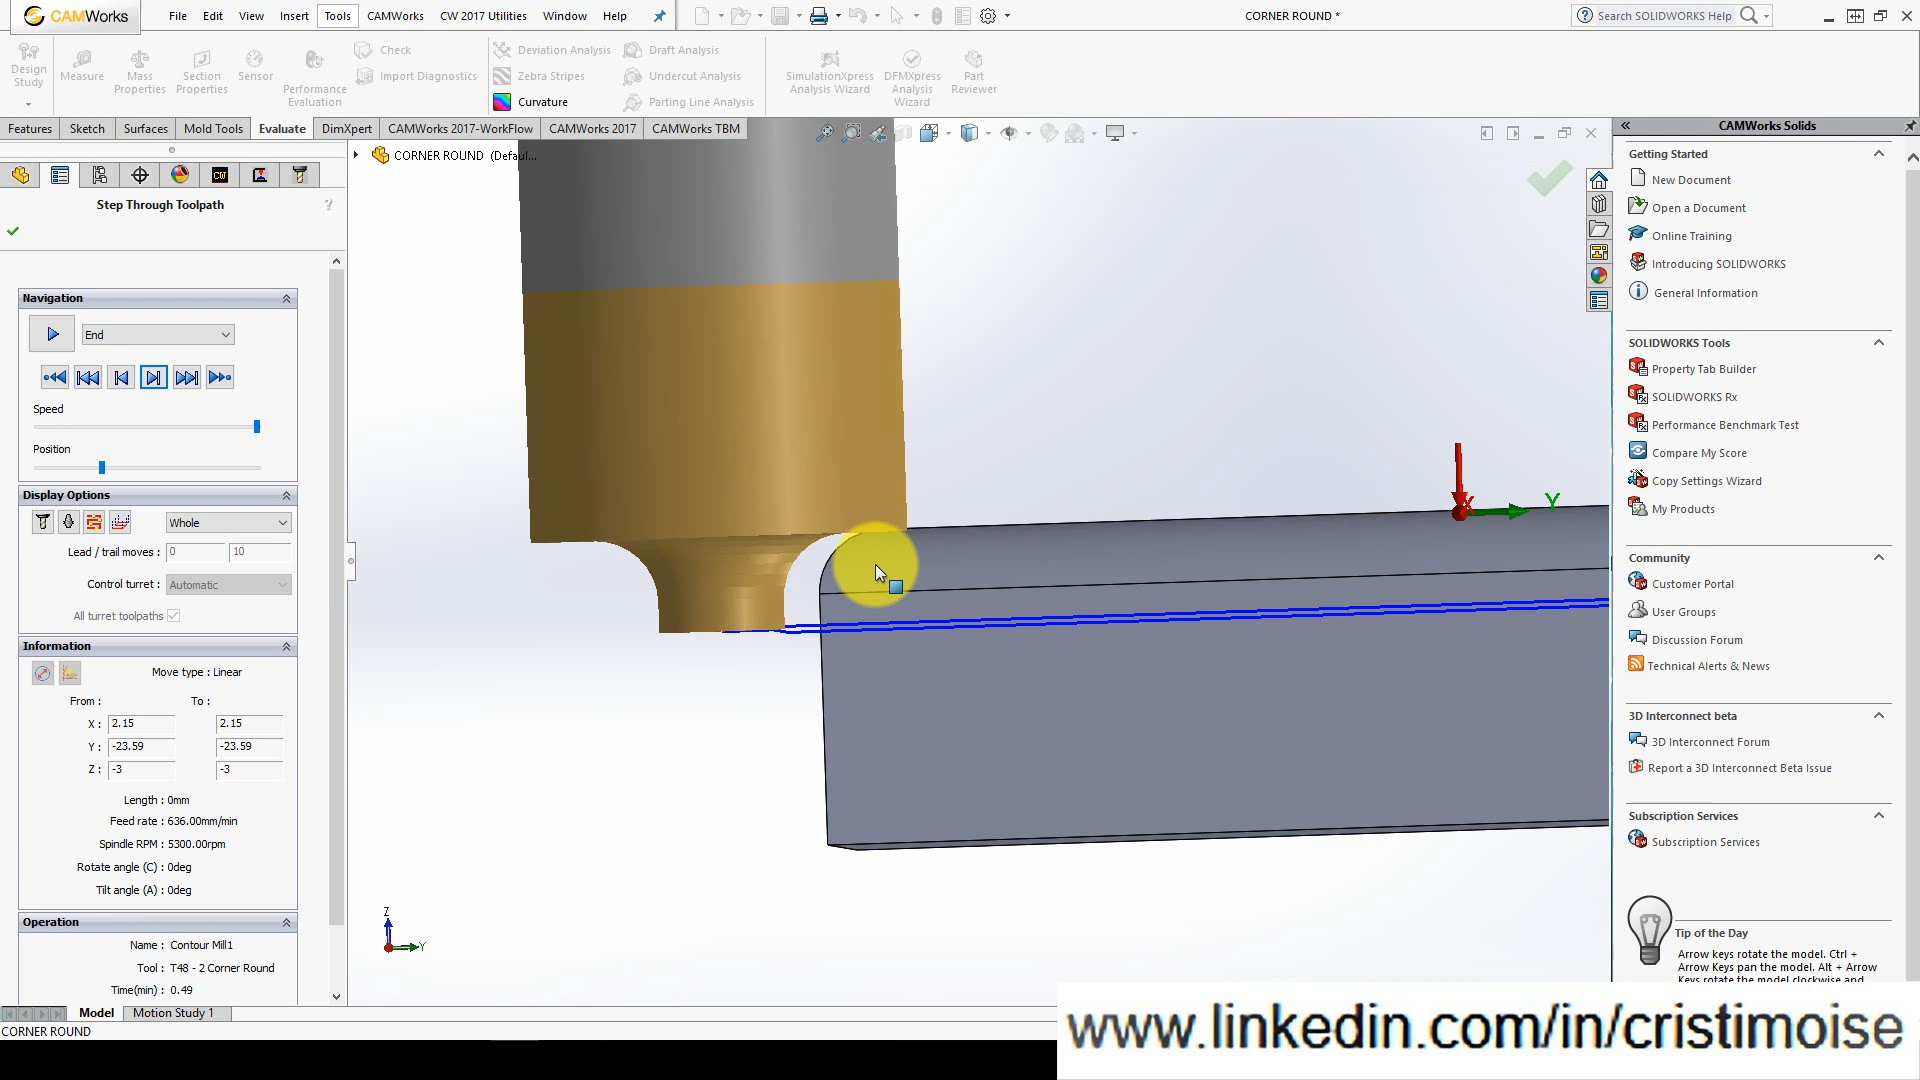 CAMWorks File Edit View Insert Tools CAMWorks CW 2017 Utilities Window Help CORNER ROUND * Search SOLIDWORKS Help
Design Study
Measure
Mass Properties
Section Properties
Sensor
Performance Evaluation
Check
Import Diagnostics
Deviation Analysis
Zebra Stripes
Curvature
Draft Analysis
Undercut Analysis
Parting Line Analysis
SimulationXpress Analysis Wizard
DFMXpress Analysis Wizard
Part Reviewer
Features Sketch Surfaces Mold Tools Evaluate DimXpert CAMWorks 2017-WorkFlow CAMWorks 2017 CAMWorks TBM
CORNER ROUND (Defaul...
Step Through Toolpath ?
Navigation
End
Speed
Position
Display Options
Whole
Lead / trail moves : 0 10
Control turret : Automatic
All turret toolpaths
Information
Move type : Linear
From : To :
X : 2.15 2.15
Y : -23.59 -23.59
Z : -3 -3
Length : 0mm
Feed rate : 636.00mm/min
Spindle RPM : 5300.00rpm
Rotate angle (C) : 0deg
Tilt angle (A) : 0deg
Operation
Name : Contour Mill1
Tool : T48 - 2 Corner Round
Time(min) : 0.49
X Y
Z
Y
Model Motion Study 1
CORNER ROUND
CAMWorks Solids
Getting Started
New Document
Open a Document
Online Training
Introducing SOLIDWORKS
General Information
SOLIDWORKS Tools
Property Tab Builder
SOLIDWORKS Rx
Performance Benchmark Test
Compare My Score
Copy Settings Wizard
My Products
Community
Customer Portal
User Groups
Discussion Forum
Technical Alerts & News
3D Interconnect beta
3D Interconnect Forum
Report a 3D Interconnect Beta Issue
Subscription Services
Subscription Services
Tip of the Day
Arrow keys rotate the model. Ctrl +
Arrow Keys pan the model. Alt + Arrow
Keys rotate the model clockwise and
www.linkedin.com/in/cristimoise